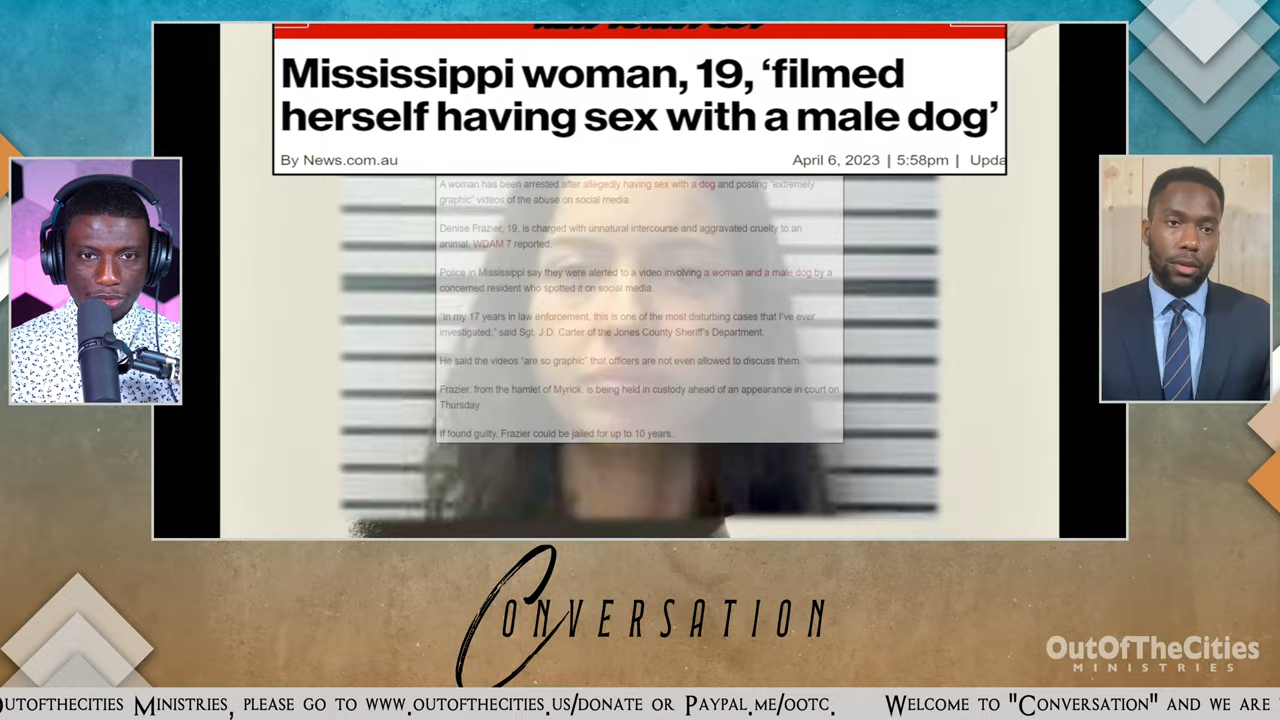 Mississippi woman, 19, ‘filmed
herself having sex with a male dog’
By News.com.au April 6, 2023 | 5:58pm | Upda
A woman has been arrested after allegedly having sex with a dog and posting "extremely
graphic" videos of the abuse on social media.
Denise Frazier, 19, is charged with unnatural intercourse and aggravated cruelty to an
animal, WDAM 7 reported.
Police in Mississippi say they were alerted to a video involving a woman and a male dog by a
concerned resident who spotted it on social media.
"In my 17 years in law enforcement, this is one of the most disturbing cases that I've ever
investigated," said Sgt. J.D. Carter of the Jones County Sheriff's Department.
He said the videos "are so graphic" that officers are not even allowed to discuss them.
Frazier, from the hamlet of Myrick, is being held in custody ahead of an appearance in court on
Thursday.
If found guilty, Frazier could be jailed for up to 10 years.
Conversation
OutOfTheCities
MINISTRIES
outofthecities Ministries, please go to www.outofthecities.us/donate or Paypal.me/ootc. Welcome to "Conversation" and we are